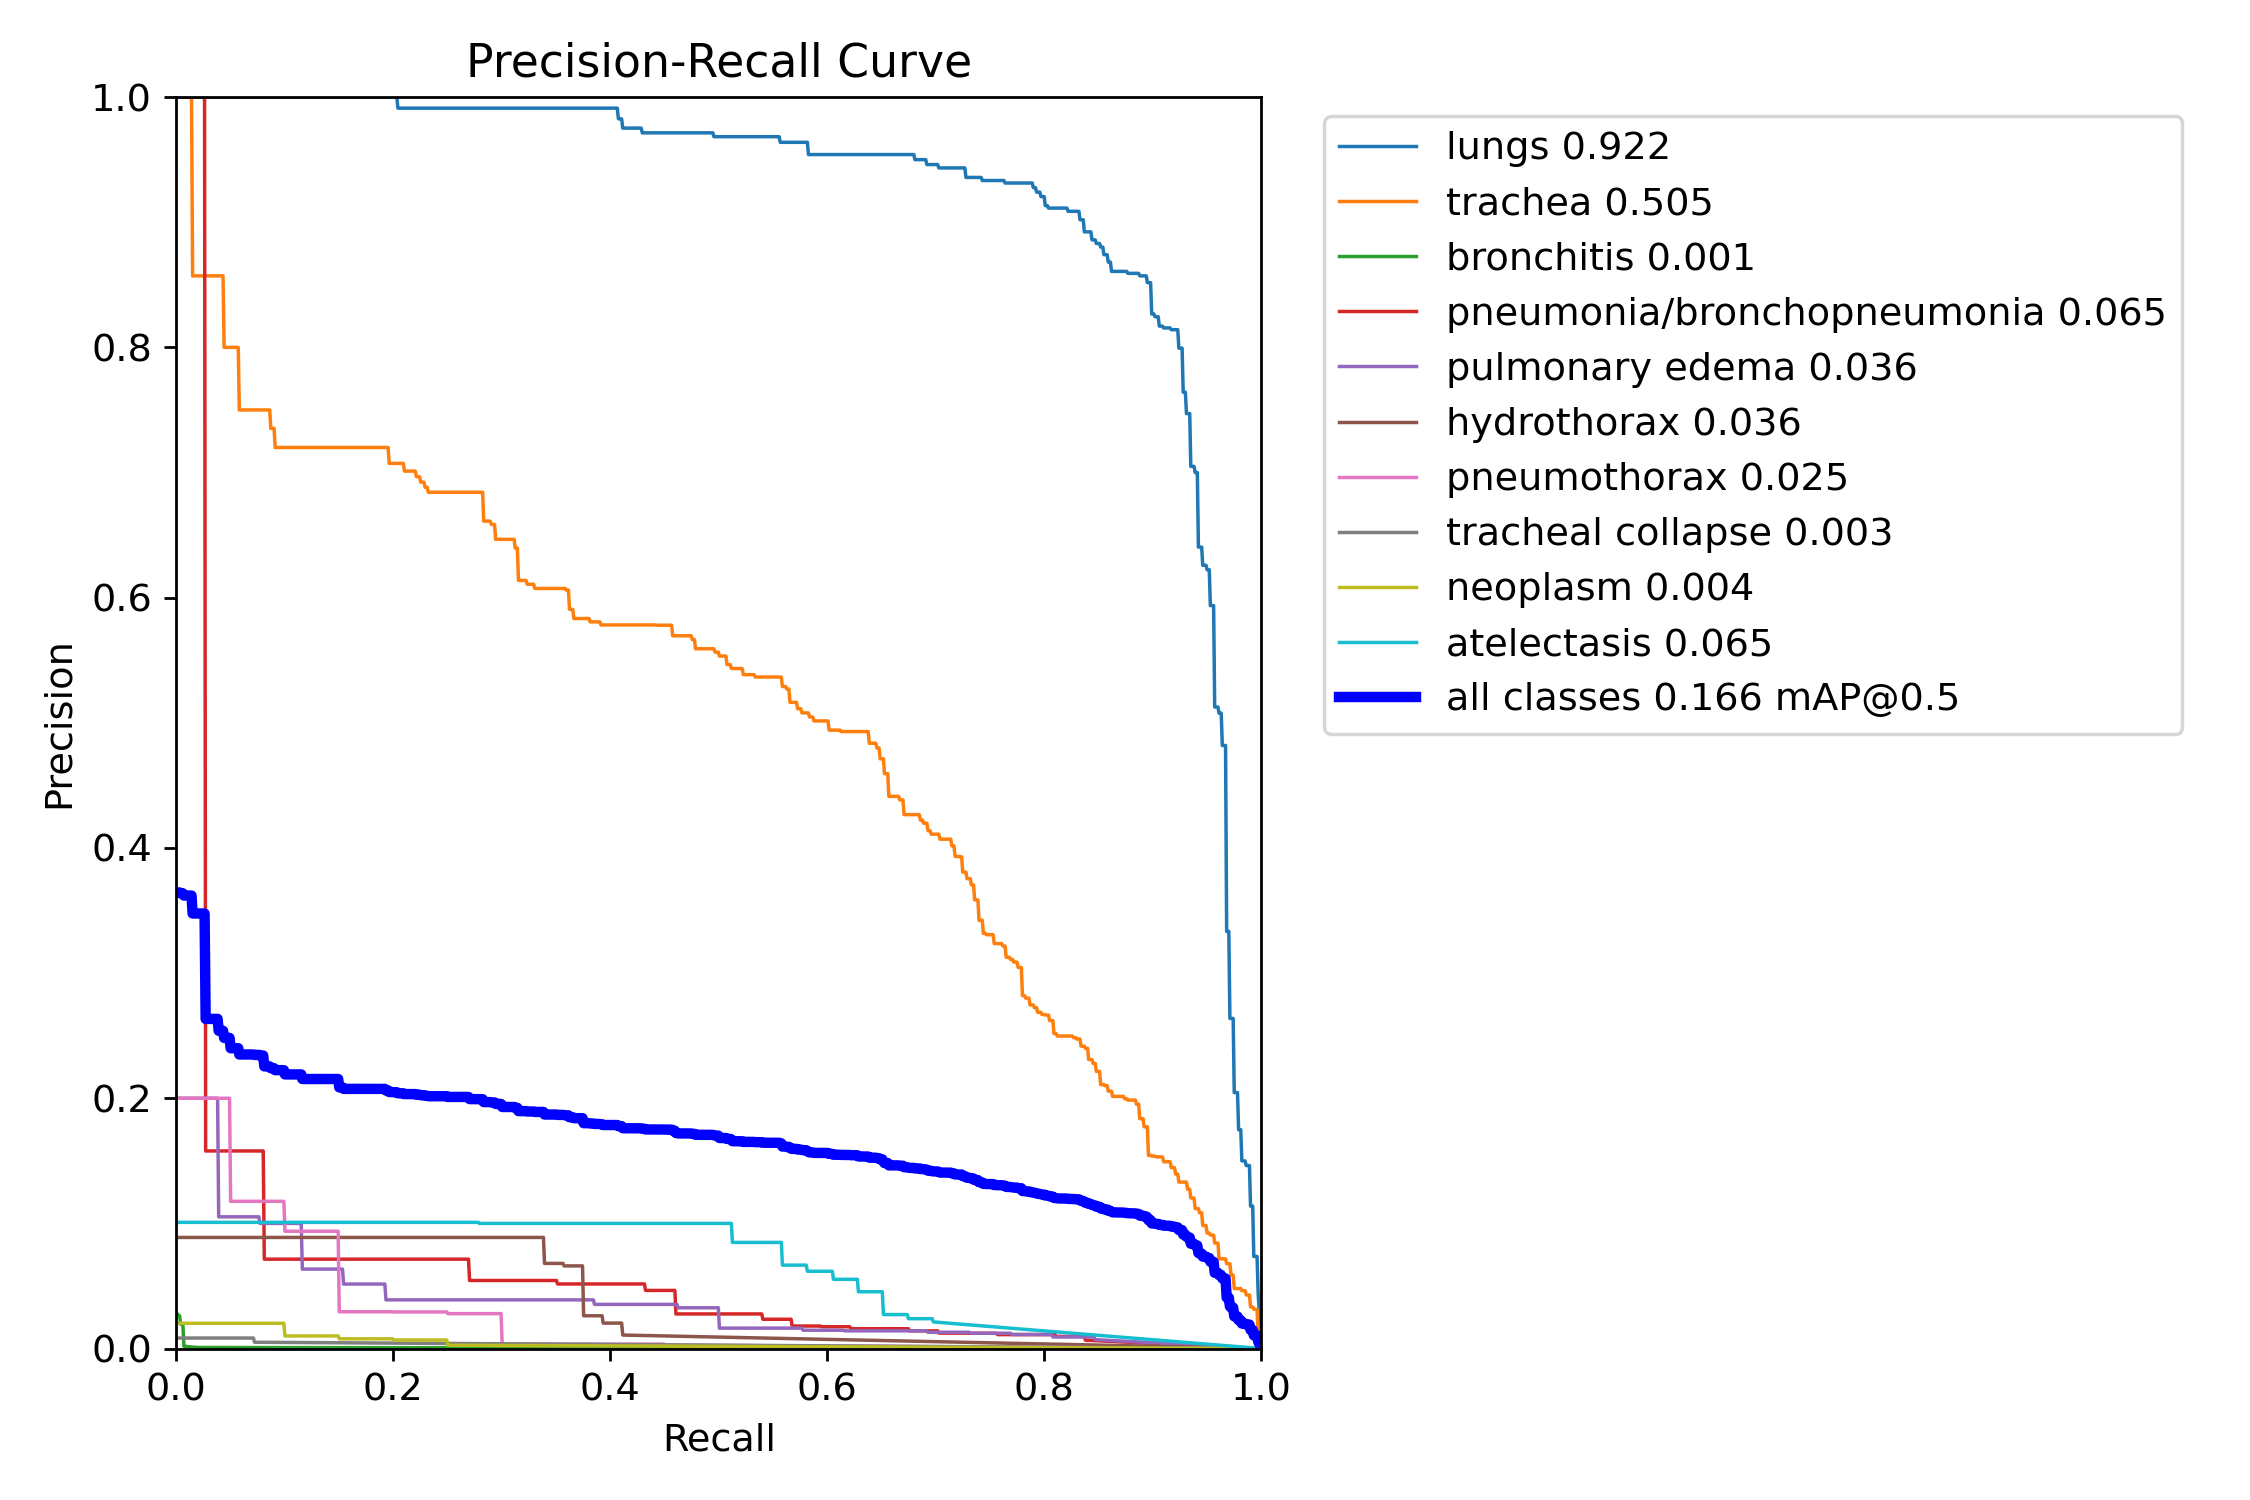 Precision-Recall Curve
1.0
0.8
0.6
0.4
0.2
0.0
Precision
0.0 0.2 0.4 0.6 0.8 1.0
Recall
lungs 0.922
trachea 0.505
bronchitis 0.001
pneumonia/bronchopneumonia 0.065
pulmonary edema 0.036
hydrothorax 0.036
pneumothorax 0.025
tracheal collapse 0.003
neoplasm 0.004
atelectasis 0.065
all classes 0.166 mAP@0.5